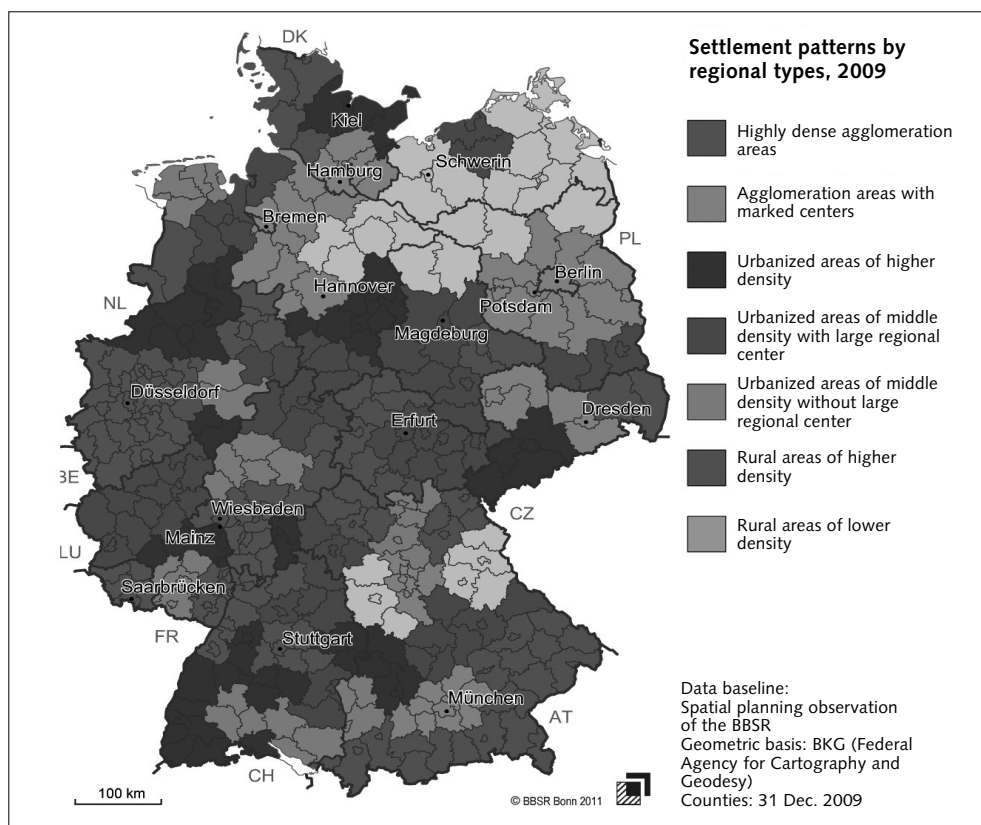 Settlement patterns by
regional types, 2009
Highly dense agglomeration
areas
Agglomeration areas with
marked centers
Urbanized areas of higher
density
Urbanized areas of middle
density with large regional
center
Urbanized areas of middle
density without large
regional center
Rural areas of higher
density
Rural areas of lower
density
DK
Kiel
Schwerin
Hamburg
Bremen
PL
Berlin
Hannover
NL
Potsdam
Magdeburg
Düsseldorf
Dresden
Erfurt
BE
Wiesbaden
CZ
Mainz
LU
Saarbrücken
FR
Stuttgart
München
AT
CH
100 km
© BBSR Bonn 2011
Data baseline:
Spatial planning observation
of the BBSR
Geometric basis: BKG (Federal
Agency for Cartography and
Geodesy)
Counties: 31 Dec. 2009